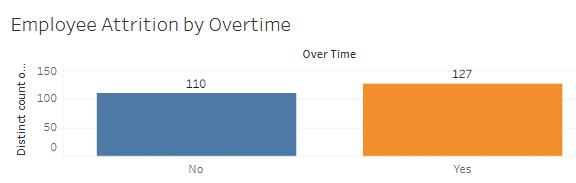 Employee Attrition by Overtime
Over Time
Distinct count o...
150
100
50
0
110
127
No
Yes